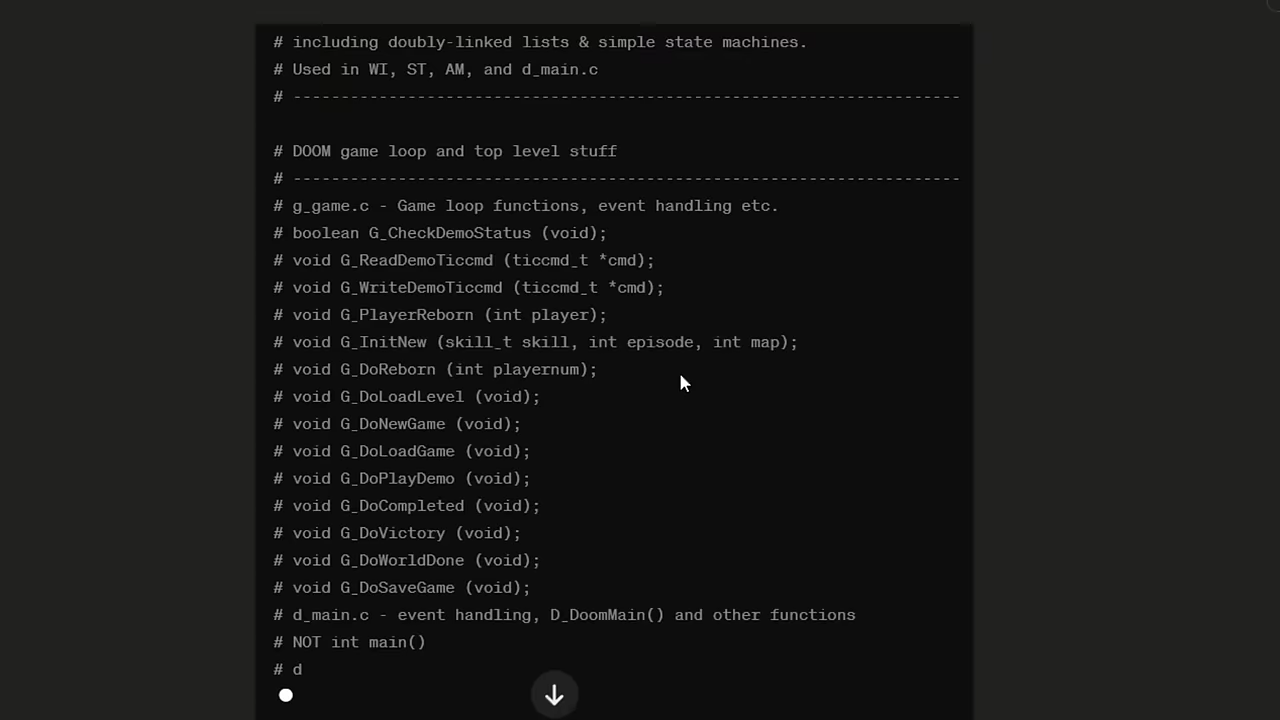 # including doubly-linked lists & simple state machines.
# Used in WI, ST, AM, and d_main.c
# ----------------------------------------------------------------------
# DOOM game loop and top level stuff
# ----------------------------------------------------------------------
# g_game.c - Game loop functions, event handling etc.
# boolean G_CheckDemoStatus (void);
# void G_ReadDemoTiccmd (ticcmd_t *cmd);
# void G_WriteDemoTiccmd (ticcmd_t *cmd);
# void G_PlayerReborn (int player);
# void G_InitNew (skill_t skill, int episode, int map);
# void G_DoReborn (int playernum);
# void G_DoLoadLevel (void);
# void G_DoNewGame (void);
# void G_DoLoadGame (void);
# void G_DoPlayDemo (void);
# void G_DoCompleted (void);
# void G_DoVictory (void);
# void G_DoWorldDone (void);
# void G_DoSaveGame (void);
# d_main.c - event handling, D_DoomMain() and other functions
# NOT int main()
# d